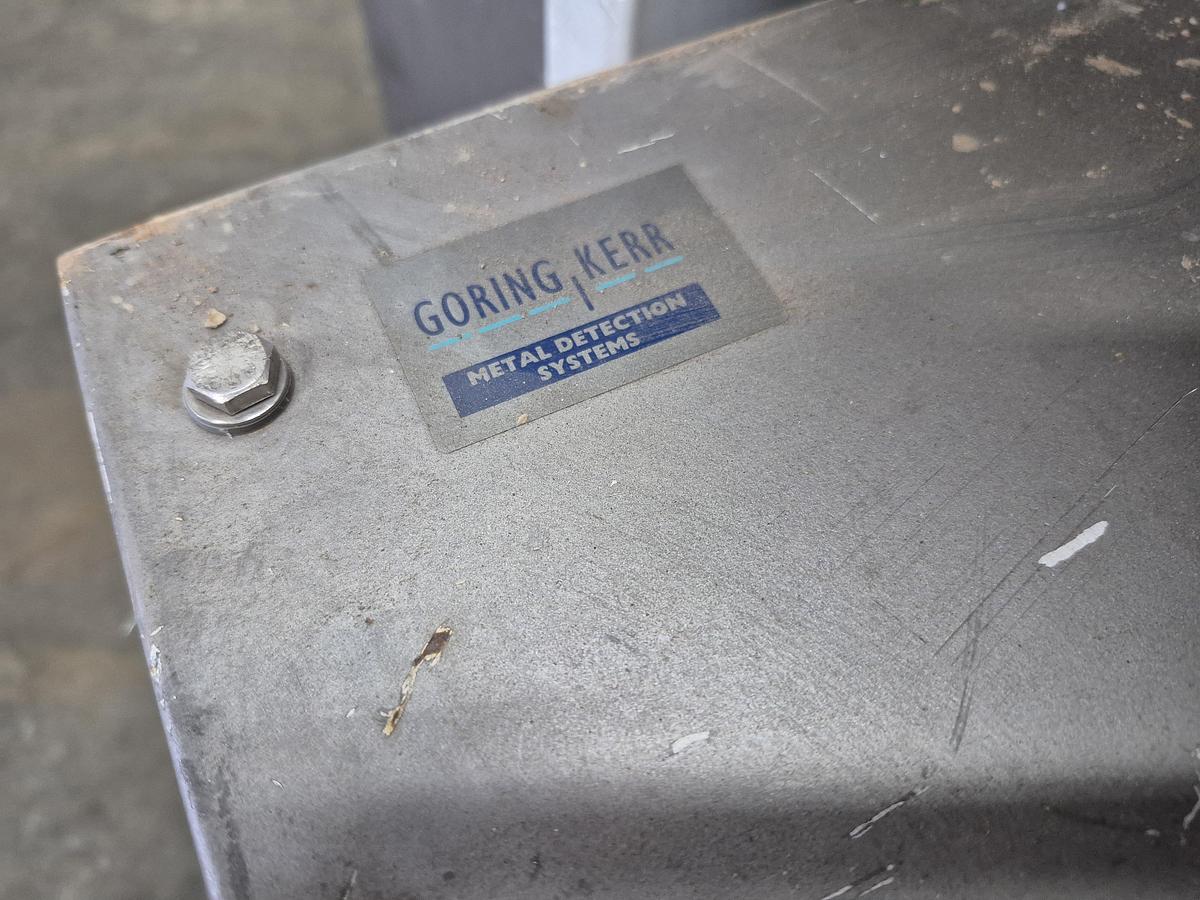 GORING KERR
METAL DETECTION
SYSTEMS